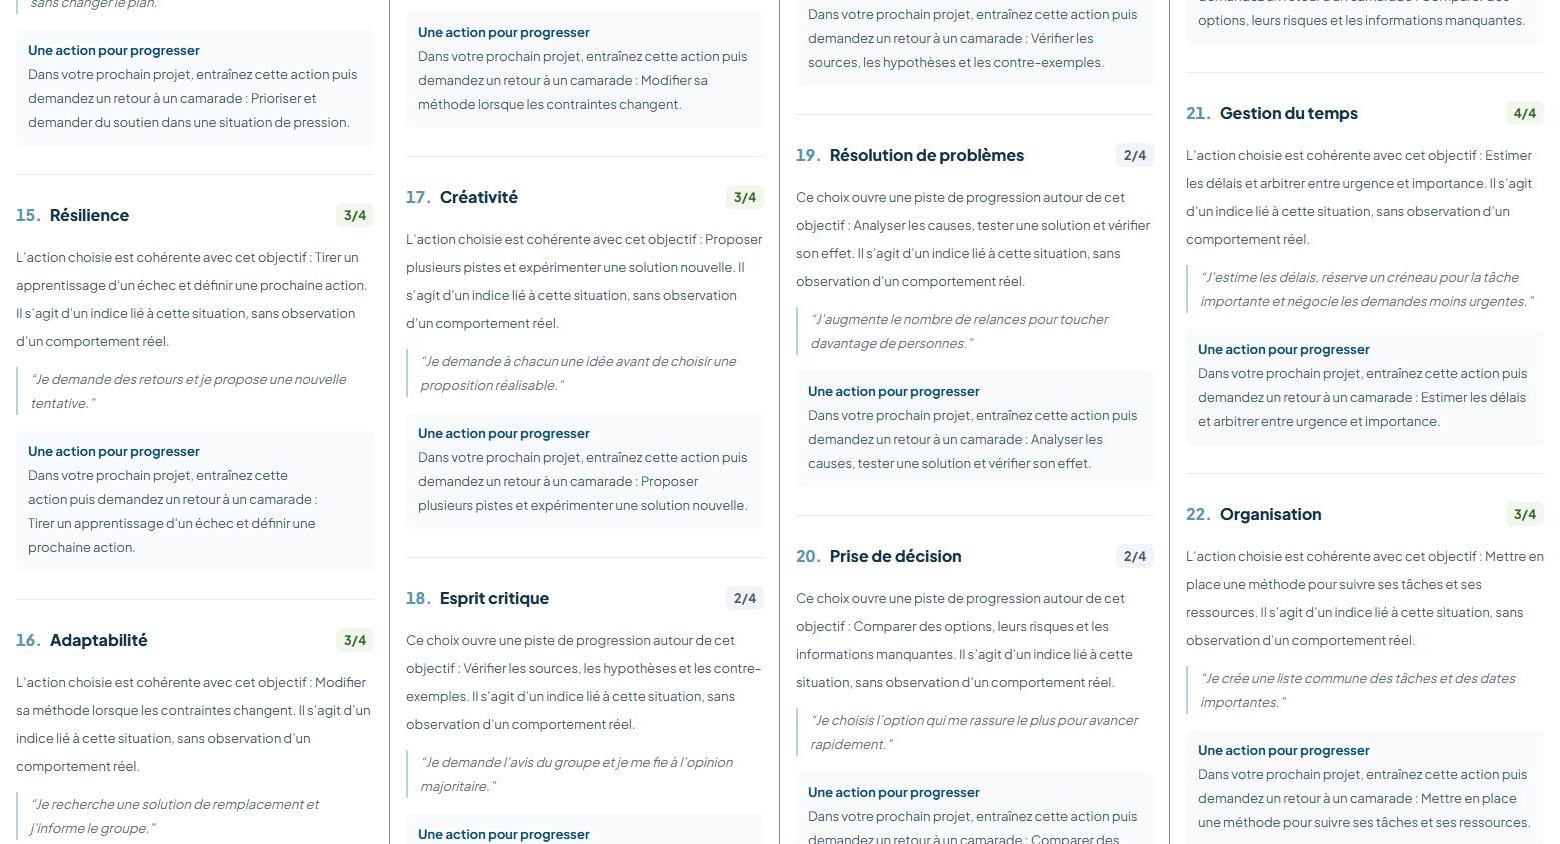 sans changer le plan.”
Une action pour progresser
Dans votre prochain projet, entraînez cette action puis
demandez un retour à un camarade : Prioriser et
demander du soutien dans une situation de pression.
15. Résilience 3/4
L’action choisie est cohérente avec cet objectif : Tirer un
apprentissage d’un échec et définir une prochaine action.
Il s’agit d’un indice lié à cette situation, sans observation
d’un comportement réel.
“Je demande des retours et je propose une nouvelle
tentative.”
Une action pour progresser
Dans votre prochain projet, entraînez cette
action puis demandez un retour à un camarade :
Tirer un apprentissage d’un échec et définir une
prochaine action.
16. Adaptabilité 3/4
L’action choisie est cohérente avec cet objectif : Modifier
sa méthode lorsque les contraintes changent. Il s’agit d’un
indice lié à cette situation, sans observation d’un
comportement réel.
“Je recherche une solution de remplacement et
j’informe le groupe.”
Une action pour progresser
Dans votre prochain projet, entraînez cette action puis
demandez un retour à un camarade : Modifier sa
méthode lorsque les contraintes changent.
17. Créativité 3/4
L’action choisie est cohérente avec cet objectif : Proposer
plusieurs pistes et expérimenter une solution nouvelle. Il
s’agit d’un indice lié à cette situation, sans observation
d’un comportement réel.
“Je demande à chacun une idée avant de choisir une
proposition réalisable.”
Une action pour progresser
Dans votre prochain projet, entraînez cette action puis
demandez un retour à un camarade : Proposer
plusieurs pistes et expérimenter une solution nouvelle.
18. Esprit critique 2/4
Ce choix ouvre une piste de progression autour de cet
objectif : Vérifier les sources, les hypothèses et les contre-
exemples. Il s’agit d’un indice lié à cette situation, sans
observation d’un comportement réel.
“Je demande l’avis du groupe et je me fie à l’opinion
majoritaire.”
Une action pour progresser
Dans votre prochain projet, entraînez cette action puis
demandez un retour à un camarade : Vérifier les
sources, les hypothèses et les contre-exemples.
19. Résolution de problèmes 2/4
Ce choix ouvre une piste de progression autour de cet
objectif : Analyser les causes, tester une solution et vérifier
son effet. Il s’agit d’un indice lié à cette situation, sans
observation d’un comportement réel.
“J’augmente le nombre de relances pour toucher
davantage de personnes.”
Une action pour progresser
Dans votre prochain projet, entraînez cette action puis
demandez un retour à un camarade : Analyser les
causes, tester une solution et vérifier son effet.
20. Prise de décision 2/4
Ce choix ouvre une piste de progression autour de cet
objectif : Comparer des options, leurs risques et les
informations manquantes. Il s’agit d’un indice lié à cette
situation, sans observation d’un comportement réel.
“Je choisis l’option qui me rassure le plus pour avancer
rapidement.”
Une action pour progresser
Dans votre prochain projet, entraînez cette action puis
demandez un retour à un camarade : Comparer des
options, leurs risques et les informations manquantes.
21. Gestion du temps 4/4
L’action choisie est cohérente avec cet objectif : Estimer
les délais et arbitrer entre urgence et importance. Il s’agit
d’un indice lié à cette situation, sans observation d’un
comportement réel.
“J’estime les délais, réserve un créneau pour la tâche
importante et négocie les demandes moins urgentes.”
Une action pour progresser
Dans votre prochain projet, entraînez cette action puis
demandez un retour à un camarade : Estimer les délais
et arbitrer entre urgence et importance.
22. Organisation 3/4
L’action choisie est cohérente avec cet objectif : Mettre en
place une méthode pour suivre ses tâches et ses
ressources. Il s’agit d’un indice lié à cette situation, sans
observation d’un comportement réel.
“Je crée une liste commune des tâches et des dates
importantes.”
Une action pour progresser
Dans votre prochain projet, entraînez cette action puis
demandez un retour à un camarade : Mettre en place
une méthode pour suivre ses tâches et ses ressources.